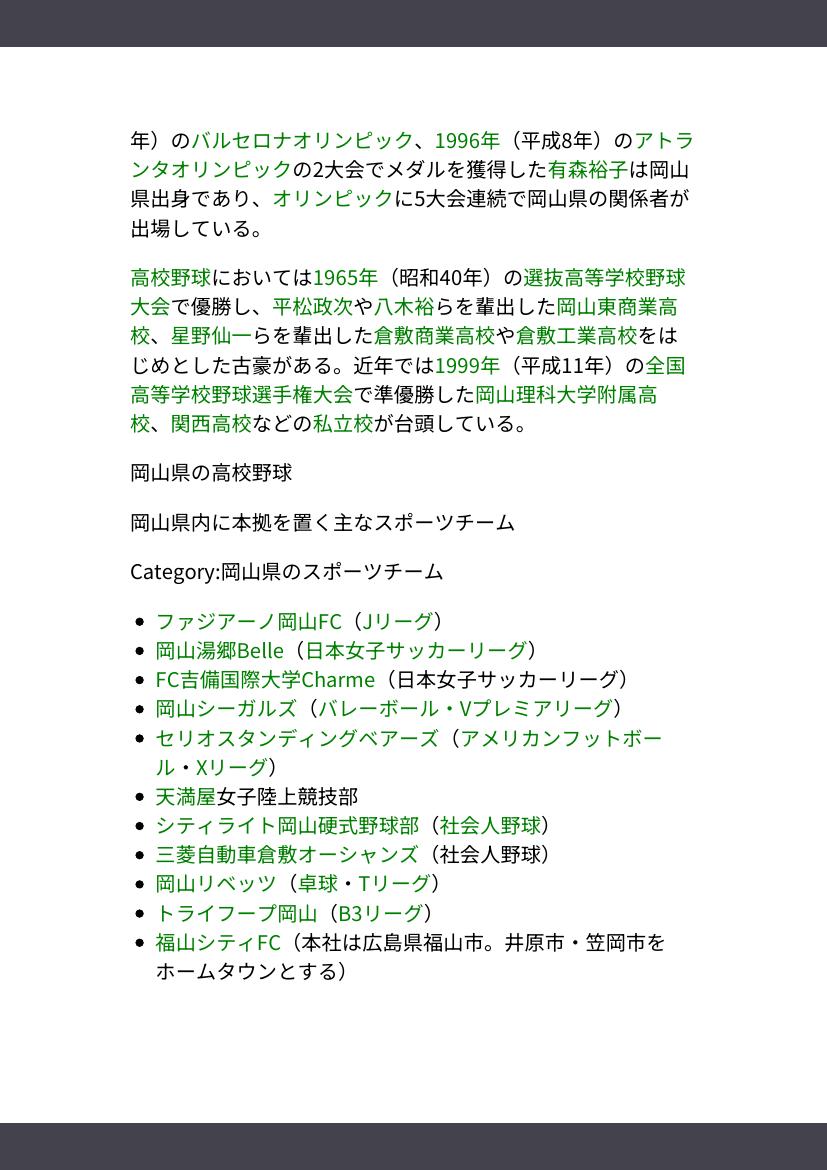 年）のバルセロナオリンピック、1996年（平成8年）のアトラ
ンタオリンピックの2大会でメダルを獲得した有森裕子は岡山
県出身であり、オリンピックに5大会連続で岡山県の関係者が
出場している。
高校野球においては1965年（昭和40年）の選抜高等学校野球
大会で優勝し、平松政次や八木裕らを輩出した岡山東商業高
校、星野仙一らを輩出した倉敷商業高校や倉敷工業高校をは
じめとした古豪がある。近年では1999年（平成11年）の全国
高等学校野球選手権大会で準優勝した岡山理科大学附属高
校、関西高校などの私立校が台頭している。
岡山県の高校野球
岡山県内に本拠を置く主なスポーツチーム
Category:岡山県のスポーツチーム
• ファジアーノ岡山FC（Jリーグ）
• 岡山湯郷Belle（日本女子サッカーリーグ）
• FC吉備国際大学Charme（日本女子サッカーリーグ）
• 岡山シーガルズ（バレーボール・Vプレミアリーグ）
• セリオスタンディングベアーズ（アメリカンフットボー
ル・Xリーグ）
• 天満屋女子陸上競技部
• シティライト岡山硬式野球部（社会人野球）
• 三菱自動車倉敷オーシャンズ（社会人野球）
• 岡山リベッツ（卓球・Tリーグ）
• トライフープ岡山（B3リーグ）
• 福山シティFC（本社は広島県福山市。井原市・笠岡市を
ホームタウンとする）